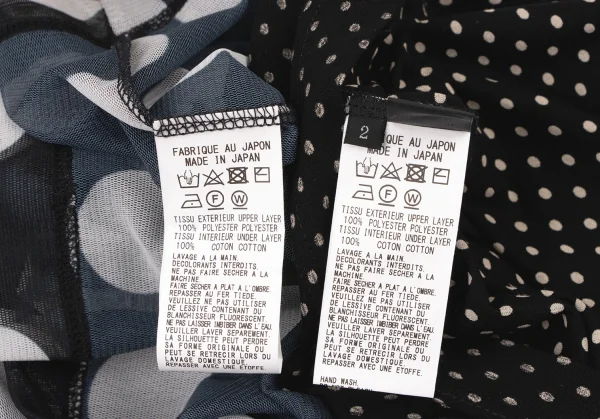 FABRIQUE AU JAPON
MADE IN JAPAN
TISSU EXTERIEUR UPPER LAYER
100% POLYESTER POLYESTER
TISSU INTERIEUR UNDER LAYER
100% COTON COTTON
LAVAGE A LA MAIN.
DECOLORANTS INTERDITS.
NE PAS FAIRE SECHER A LA
MACHINE
FAIRE SECHER A PLAT A L'OMBRE.
REPASSER AU FER TIEDE.
VEUILLEZ NE PAS UTILISER DE
BLANCHISSEUR FLUORESCENT
NE PAS LAISSER IMBIBER DANS L'EAU.
VEUILLER LAVER SEPAREMENT
LA SILHOUETTE PEUT PERDRE
SA FORME ORIGINALE OU
PEUT SE RETRECIR LORS DU
LAVAGE DOMESTIQUE.
REPASSER AVEC UNE ETOFFE.
2
QUE AU JAPON
MADE IN JAPAN
TISSU EXTERIEUR UPPER LAYER
100% POLYESTER POLYESTER
TISSU INTERIEUR UNDER LAYER
100% COTON COTTON
LAVAGE A LA MAIN.
DECOLORANTS INTERDITS.
NE PAS FAIRE SECHER A LA
MACHINE
FAIRE SECHER A PLAT A L'OMBRE.
REPASSER AU FER TIEDE.
VEUILLEZ NE PAS UTILISER DE
BLANCHISSEUR FLUORESCENT
NE PAS LAISSER IMBIBER DANS L'EAU.
VEUILLER LAVER SEPAREMENT
LA SILHOUETTE PEUT PERDRE
SA FORME ORIGINALE OU
PEUT SE RETRECIR LORS DU
LAVAGE DOMESTIQUE.
REPASSER AVEC UNE ETOFFE.
HAND WASH.